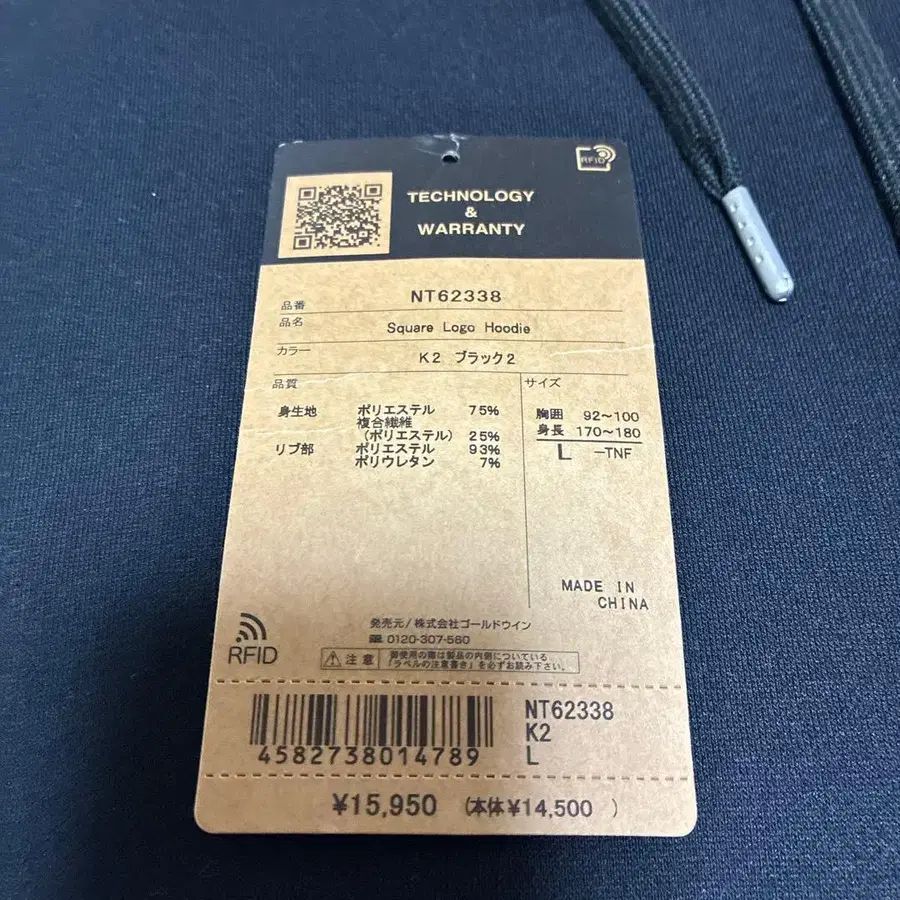 RFID
TECHNOLOGY
&
WARRANTY
品番 NT62338
品名 Square Logo Hoodie
カラー K2 ブラック2
品質
身生地 ポリエステル 75%
複合繊維
(ポリエステル) 25%
リブ部 ポリエステル 93%
ポリウレタン 7%
サイズ
胸囲 92〜100
身長 170〜180
L -TNF
MADE IN
CHINA
発売元/株式会社ゴールドウイン
0120-307-560
RFID
注意 御使用の際は製品の内側についている
「ラベルの注意書き」を必ずお読み下さい。
4582738014789
NT62338
K2
L
¥15,950 (本体¥14,500 )